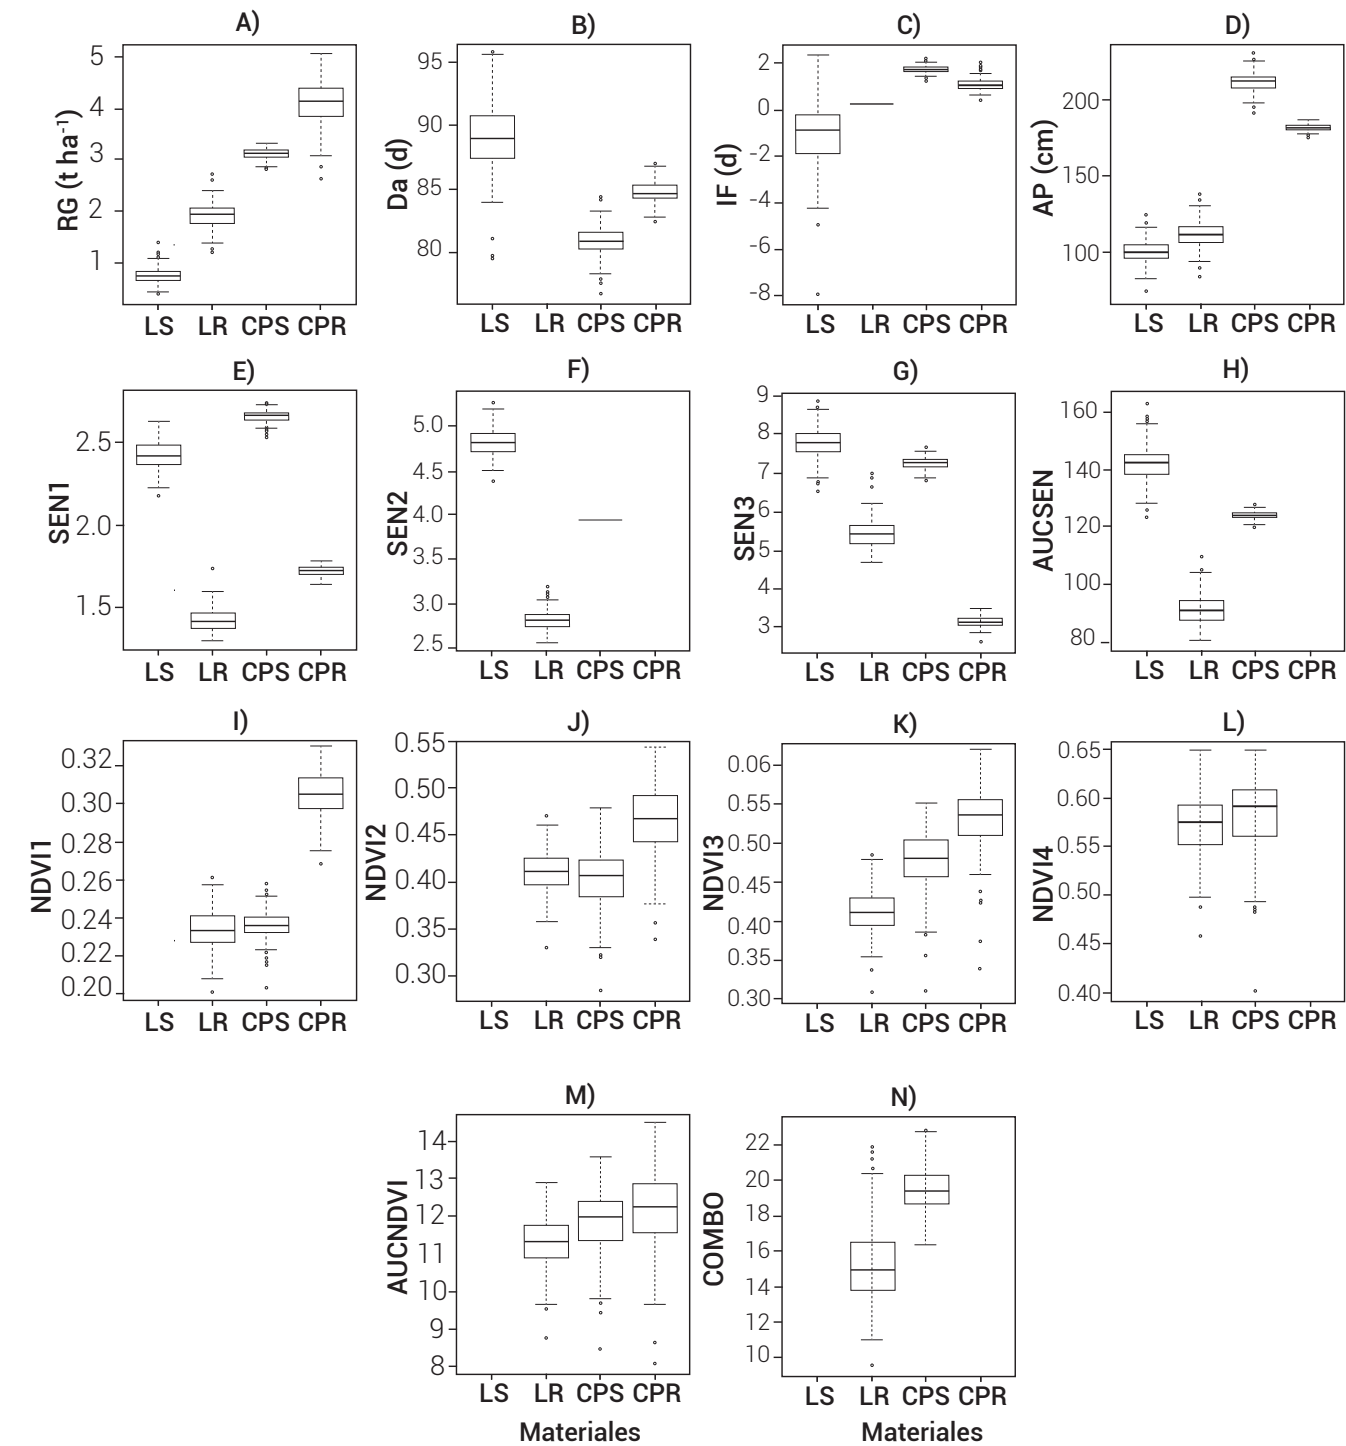 A) B) C) D)
RG (t ha⁻¹) 5 4 3 2 1
LS LR CPS CPR
Da (d) 95 90 85 80
LS LR CPS CPR
IF (d) 2 0 -2 -4 -6 -8
LS LR CPS CPR
AP (cm) 200 150 100
LS LR CPS CPR
E) F) G) H)
SEN1 2.5 2.0 1.5
LS LR CPS CPR
SEN2 5.0 4.5 4.0 3.5 3.0 2.5
LS LR CPS CPR
SEN3 9 8 7 6 5 4 3
LS LR CPS CPR
AUCSEN 160 140 120 100 80
LS LR CPS CPR
I) J) K) L)
NDVI1 0.32 0.30 0.28 0.26 0.24 0.22 0.20
LS LR CPS CPR
NDVI2 0.55 0.50 0.45 0.40 0.35 0.30
LS LR CPS CPR
NDVI3 0.06 0.55 0.50 0.45 0.40 0.35 0.30
LS LR CPS CPR
NDVI4 0.65 0.60 0.55 0.50 0.45 0.40
LS LR CPS CPR
M) N)
AUCNDVI 14 13 12 11 10 9 8
LS LR CPS CPR
Materiales
COMBO 22 20 18 16 14 12 10
LS LR CPS CPR
Materiales